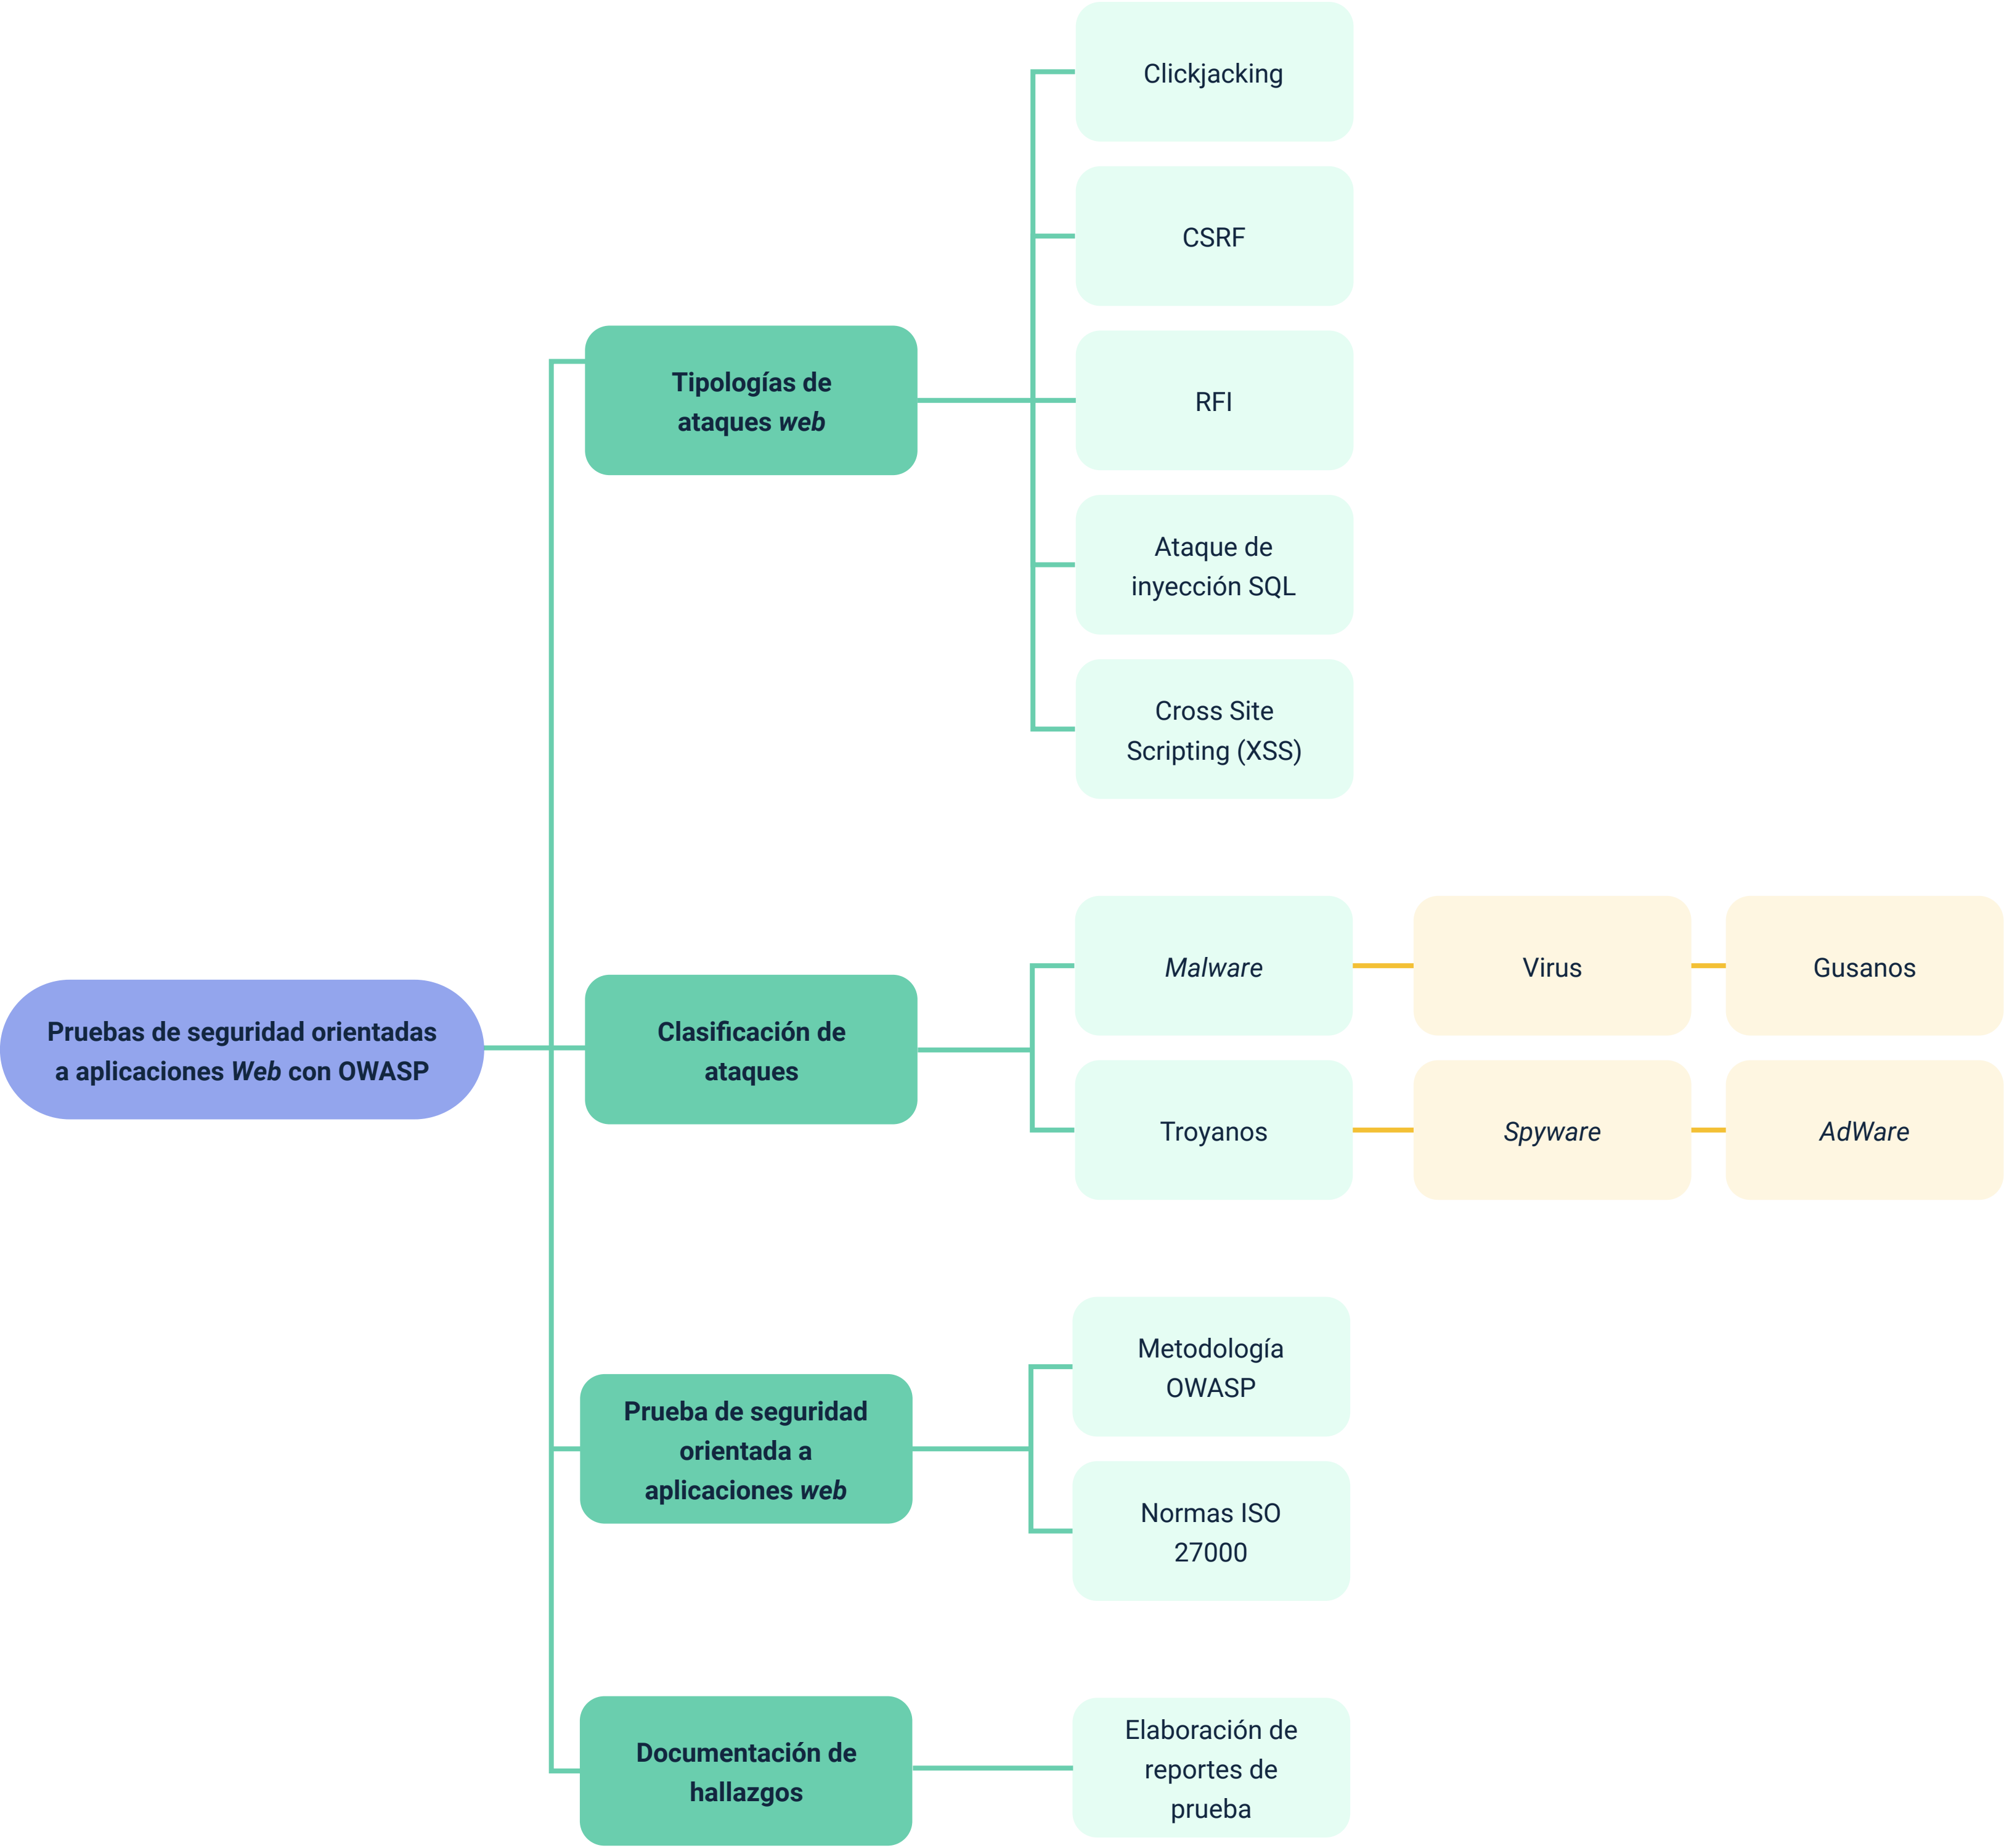 Clickjacking
CSRF
RFI
Ataque de
inyección SQL
Cross Site
Scripting (XSS)
Tipologías de
ataques web
Pruebas de seguridad orientadas
a aplicaciones Web con OWASP
Clasificación de
ataques
Malware
Virus
Gusanos
Troyanos
Spyware
AdWare
Prueba de seguridad
orientada a
aplicaciones web
Metodología
OWASP
Normas ISO
27000
Documentación de
hallazgos
Elaboración de
reportes de
prueba